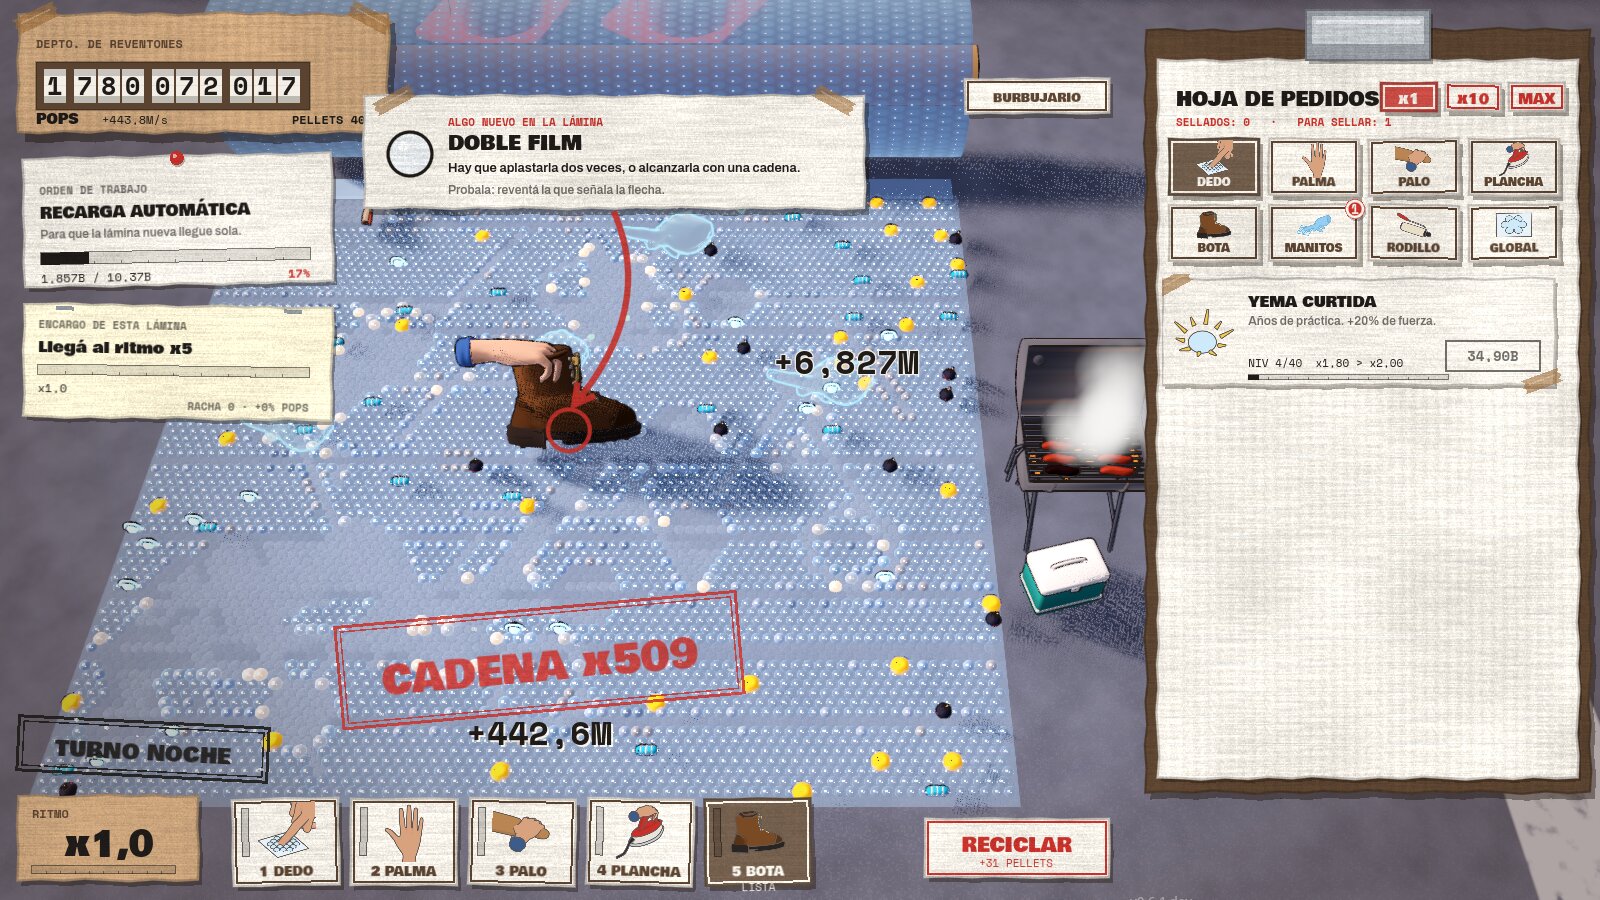 DEPTO. DE REVENTONES
1 780 072 017
POPS +443,8M/s PELLETS 40
ORDEN DE TRABAJO
RECARGA AUTOMÁTICA
Para que la lámina nueva llegue sola.
1,857B / 10,37B 17%
ENCARGO DE ESTA LÁMINA
Llegá al ritmo x5
x1,0
RACHA 0 · +0% POPS
ALGO NUEVO EN LA LÁMINA
DOBLE FILM
Hay que aplastarla dos veces, o alcanzarla con una cadena.
Probala: reventá la que señala la flecha.
BURBUJARIO
+6,827M
CADENA x509
+442,6M
TURNO NOCHE
RITMO
x1,0
1 DEDO
2 PALMA
3 PALO
4 PLANCHA
5 BOTA
LISTA
RECICLAR
+31 PELLETS
HOJA DE PEDIDOS
x1
x10
MAX
SELLADOS: 0 · PARA SELLAR: 1
DEDO
PALMA
PALO
PLANCHA
BOTA
MANITOS
1
RODILLO
GLOBAL
YEMA CURTIDA
Años de práctica. +20% de fuerza.
NIV 4/40 x1,80 > x2,00
34,90B